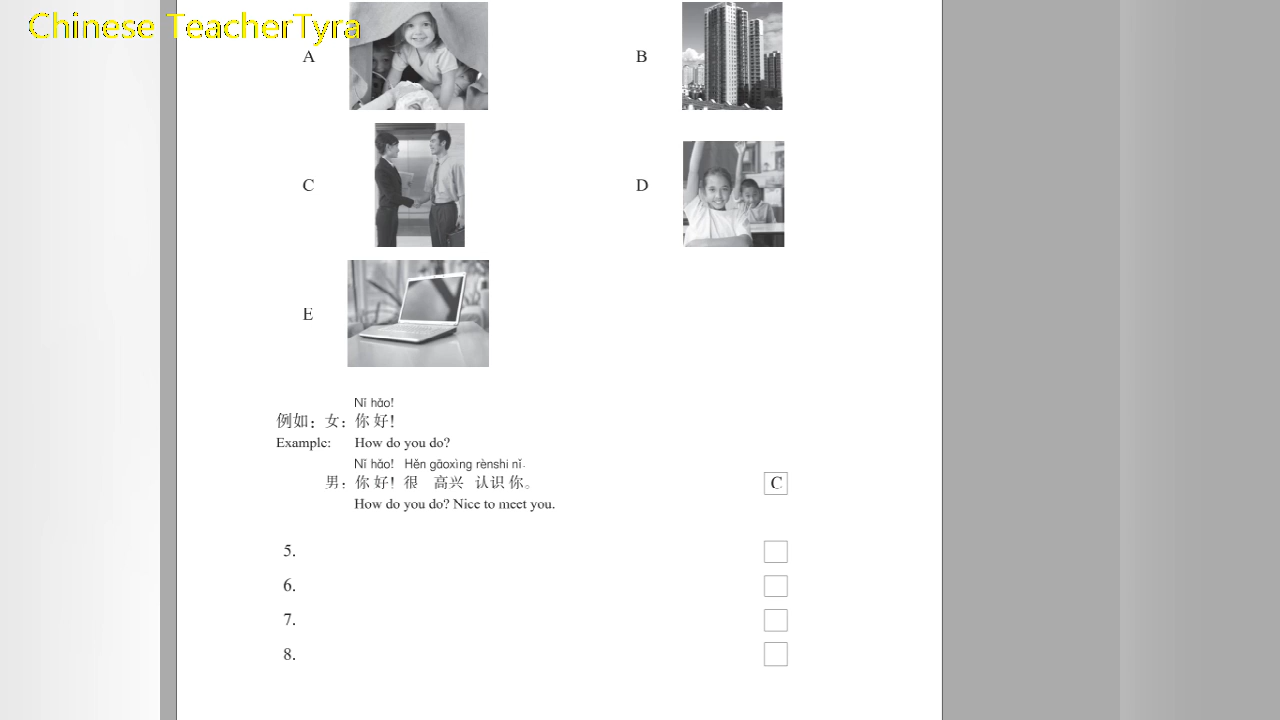 Chinese TeacherTyra
A
B
C
D
E
Nǐ hǎo!
例如：女：你好！
Example: How do you do?
Nǐ hǎo! Hěn gāoxìng rènshi nǐ.
男：你好！很 高兴 认识你。
C
How do you do? Nice to meet you.
5.
6.
7.
8.